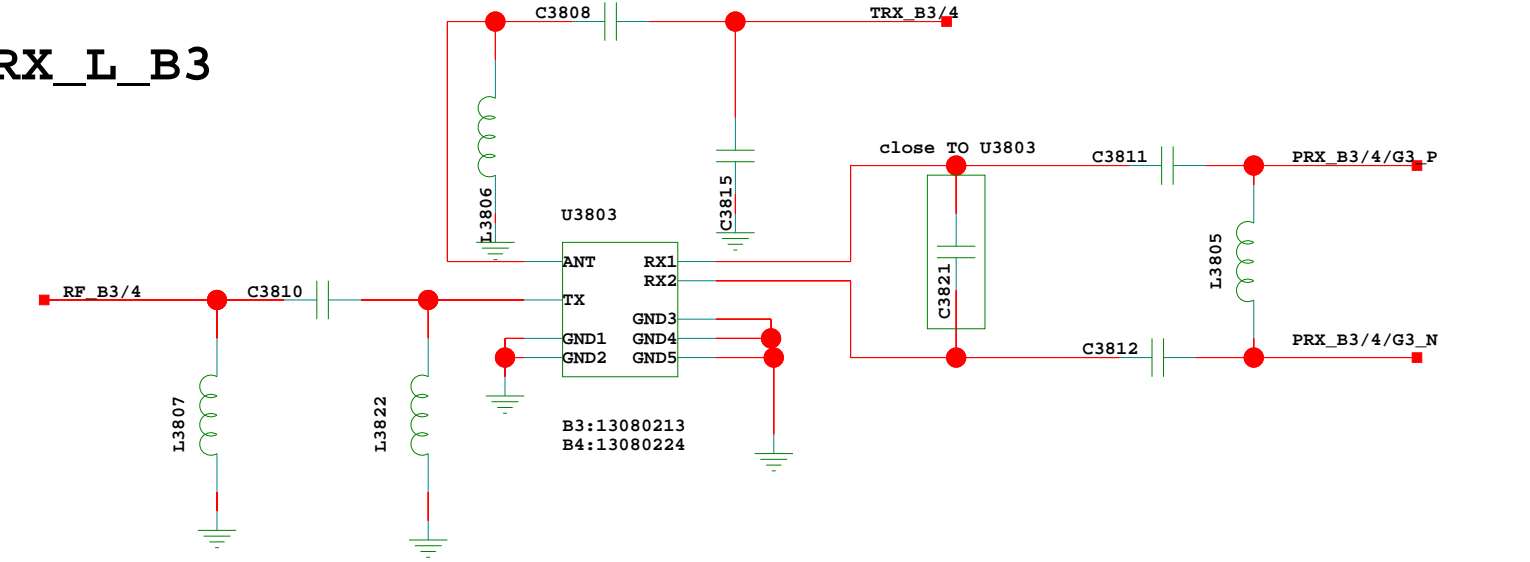 C3808
TRX_B3/4
RX_L_B3
close TO U3803
C3811
PRX_B3/4/G3_P
L3806
C3815
U3803
ANT
RX1
RX2
L3805
C3821
RF_B3/4
C3810
TX
GND3
GND1
GND4
GND2
GND5
C3812
PRX_B3/4/G3_N
L3807
L3822
B3:13080213
B4:13080224